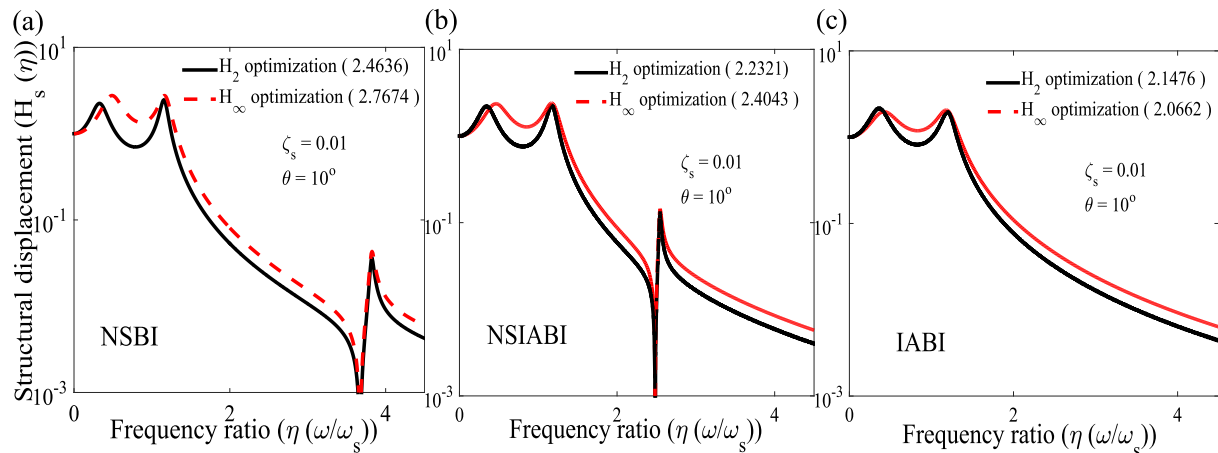 (a)
Structural displacement (H_s (η))
10^1
10^-1
10^-3
H_2 optimization ( 2.4636)
H_∞ optimization ( 2.7674)
ζ_s = 0.01
θ = 10°
NSBI
0
2
4
Frequency ratio (η (ω/ω_s))
(b)
10^1
10^-1
10^-3
H_2 optimization ( 2.2321)
H_∞ optimization ( 2.4043)
ζ_s = 0.01
θ = 10°
NSIABI
0
2
4
Frequency ratio (η (ω/ω_s))
(c)
10^1
10^-1
10^-3
H_2 optimization ( 2.1476)
H_∞ optimization ( 2.0662)
ζ_s = 0.01
θ = 10°
IABI
0
2
4
Frequency ratio (η (ω/ω_s))